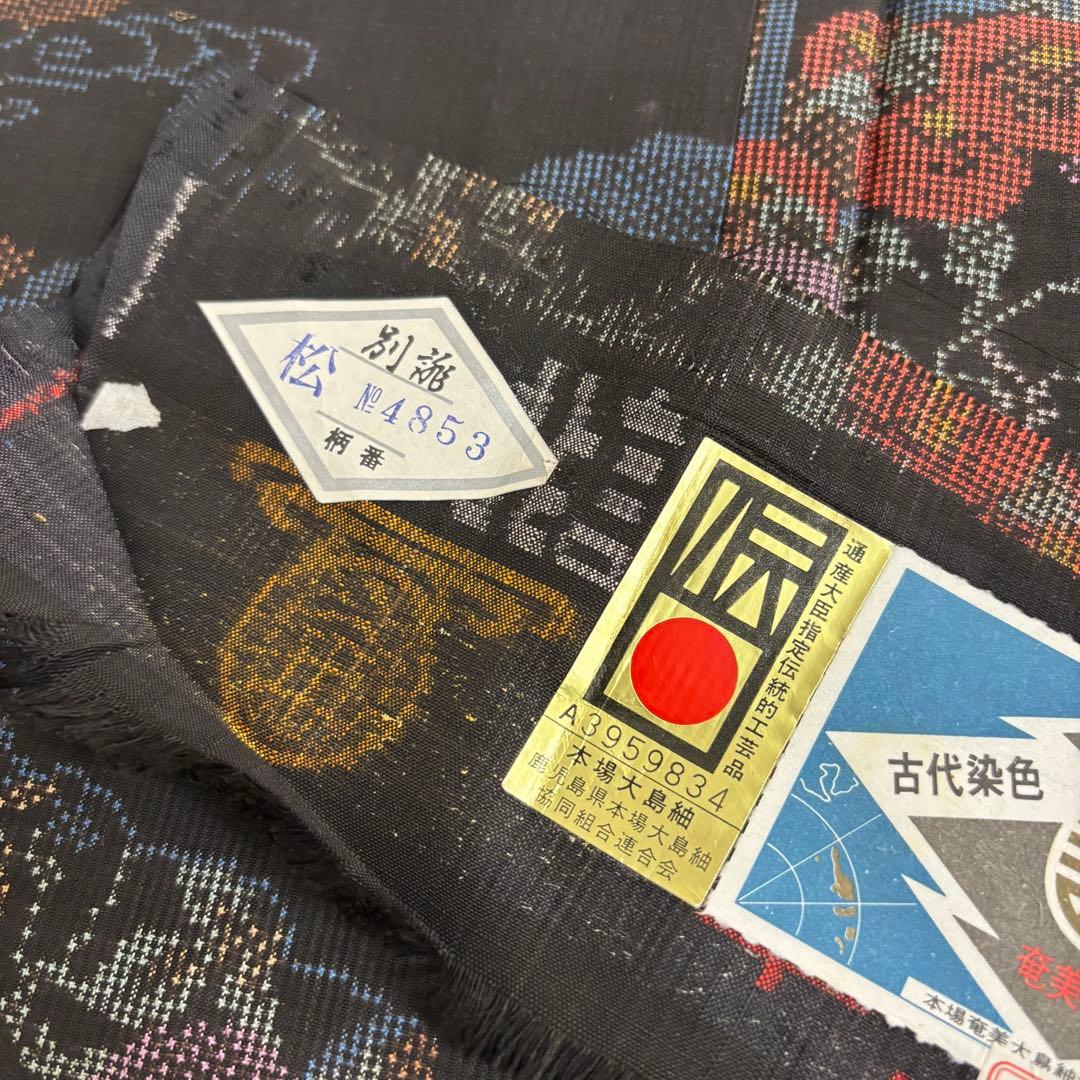 別誂
松
№4853
柄番
伝
通産大臣指定伝統的工芸品
A3959834
本場大島紬
鹿児島県本場大島紬
協同組合連合会
古代染色
奄美
本場奄美大島紬